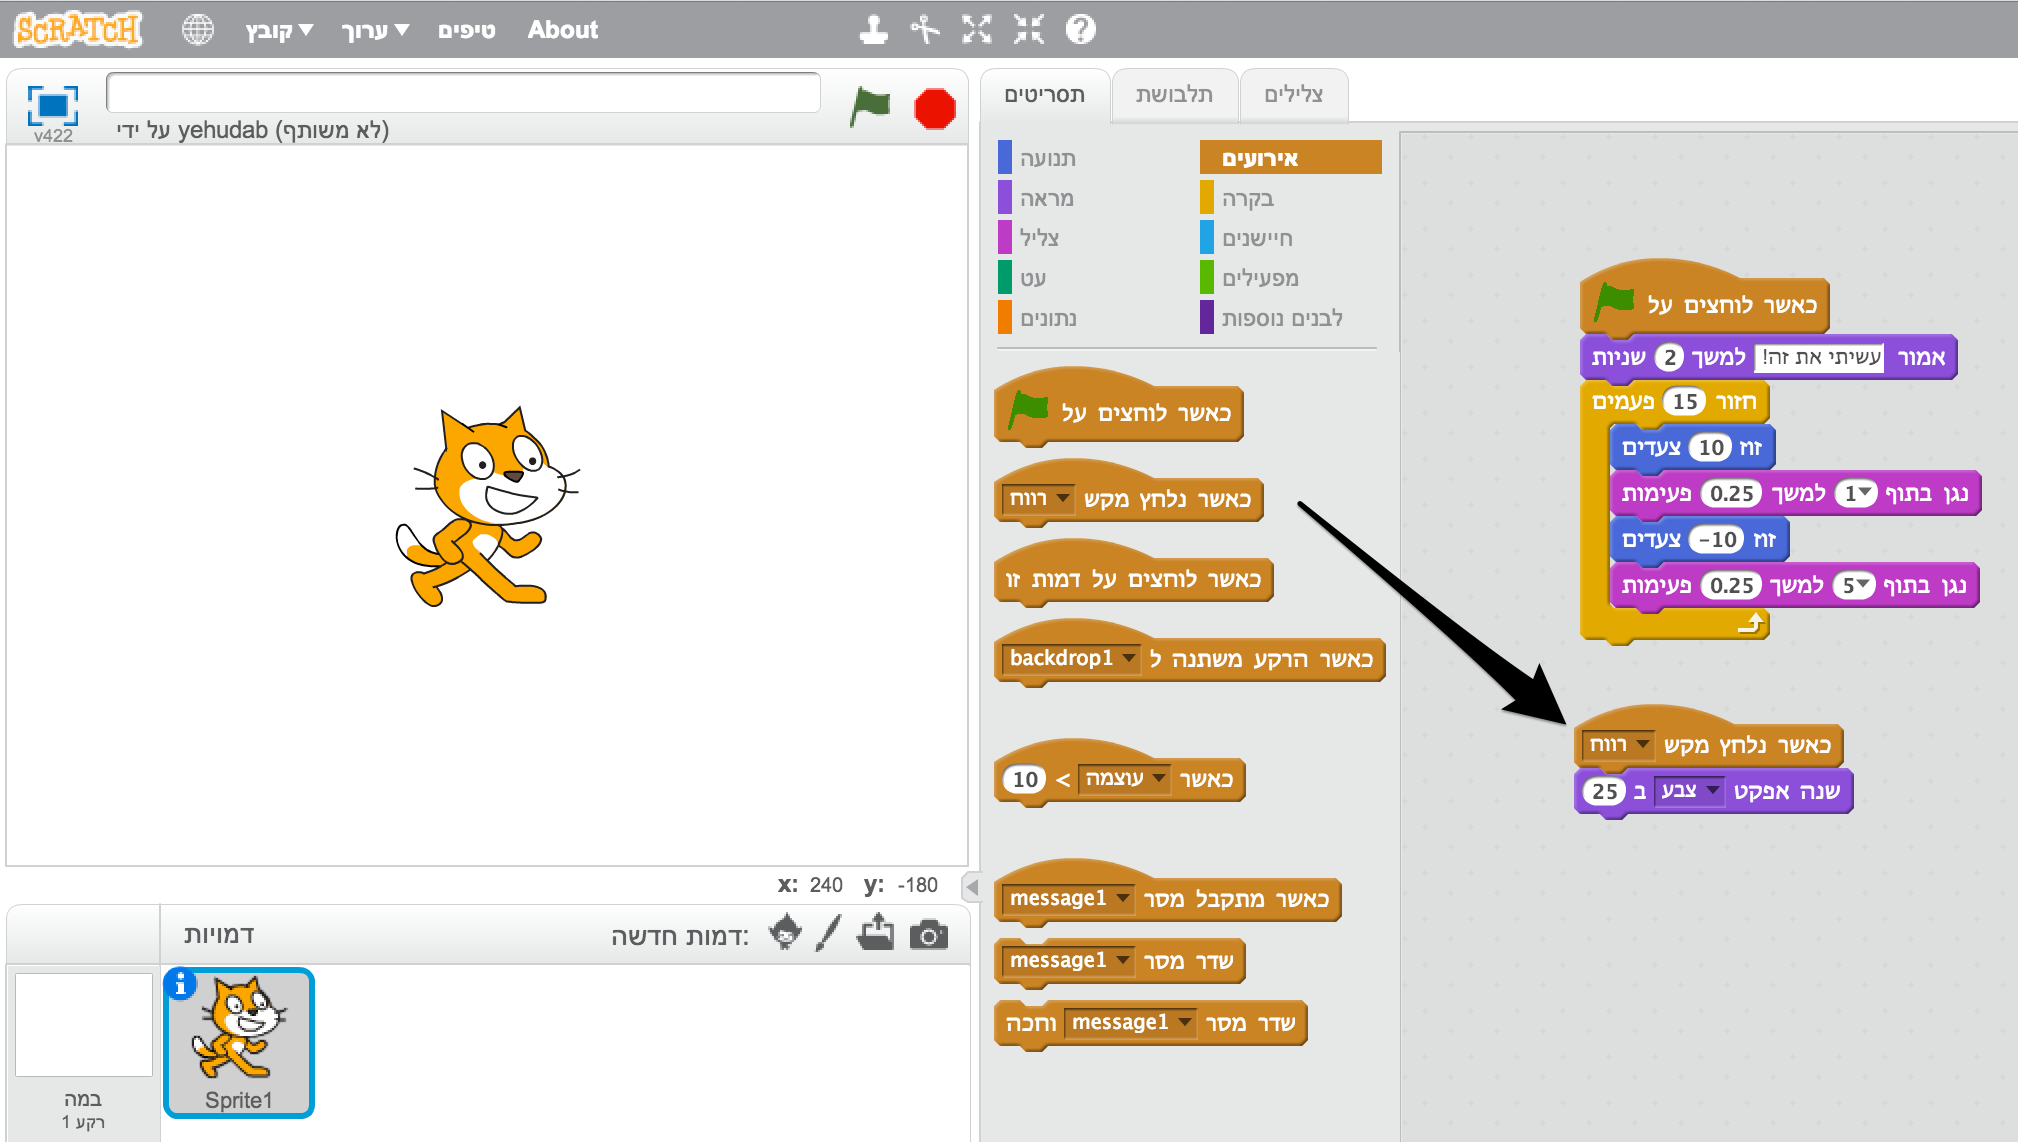 SCRATCH
קובץ
ערוך
טיפים
About
v422
על ידי yehudab (לא משותף)
תסריטים
תלבושת
צלילים
תנועה
אירועים
מראה
בקרה
צליל
חיישנים
עט
מפעילים
נתונים
לבנים נוספות
כאשר לוחצים על
כאשר נלחץ מקש רווח
כאשר לוחצים על דמות זו
כאשר הרקע משתנה ל backdrop1
כאשר עוצמה > 10
כאשר מתקבל מסר message1
שדר מסר message1
שדר מסר message1 וחכה
כאשר לוחצים על
אמור עשיתי את זה! למשך 2 שניות
חזור 15 פעמים
זוז 10 צעדים
נגן בתוף 1 למשך 0.25 פעימות
זוז -10 צעדים
נגן בתוף 5 למשך 0.25 פעימות
כאשר נלחץ מקש רווח
שנה אפקט צבע ב 25
x: 240 y: -180
דמויות
דמות חדשה:
במה
רקע 1
i
Sprite1